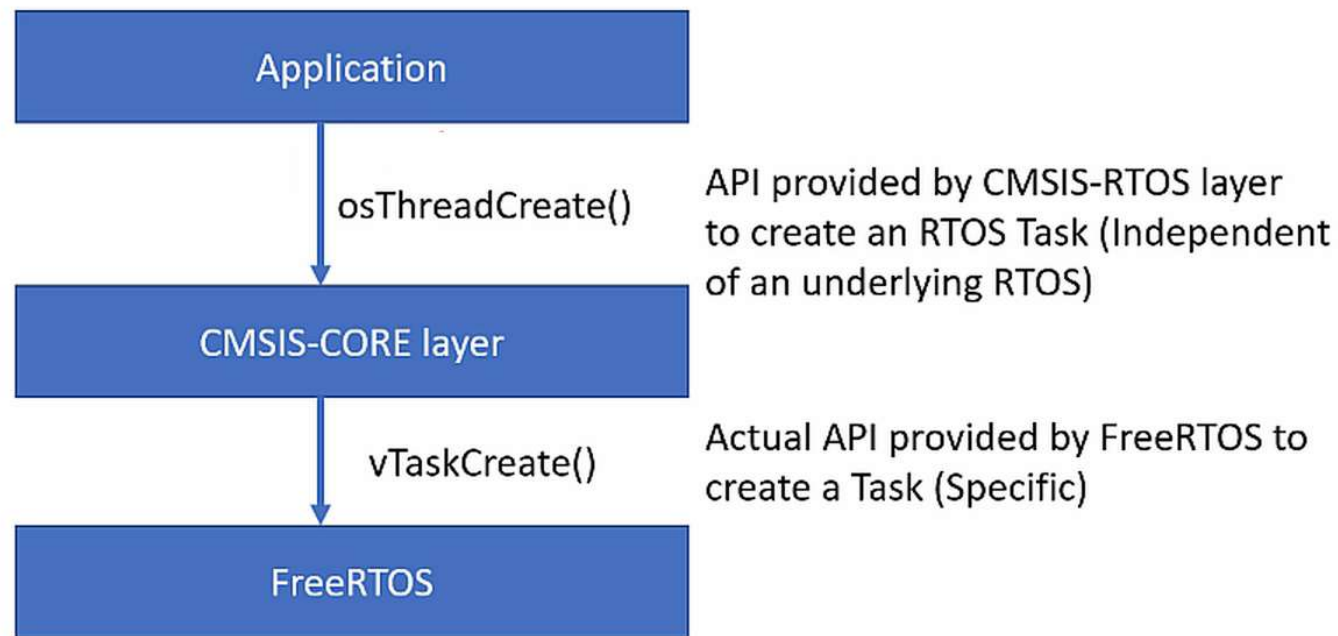 Application
osThreadCreate()
API provided by CMSIS-RTOS layer
to create an RTOS Task (Independent
of an underlying RTOS)
CMSIS-CORE layer
vTaskCreate()
Actual API provided by FreeRTOS to
create a Task (Specific)
FreeRTOS